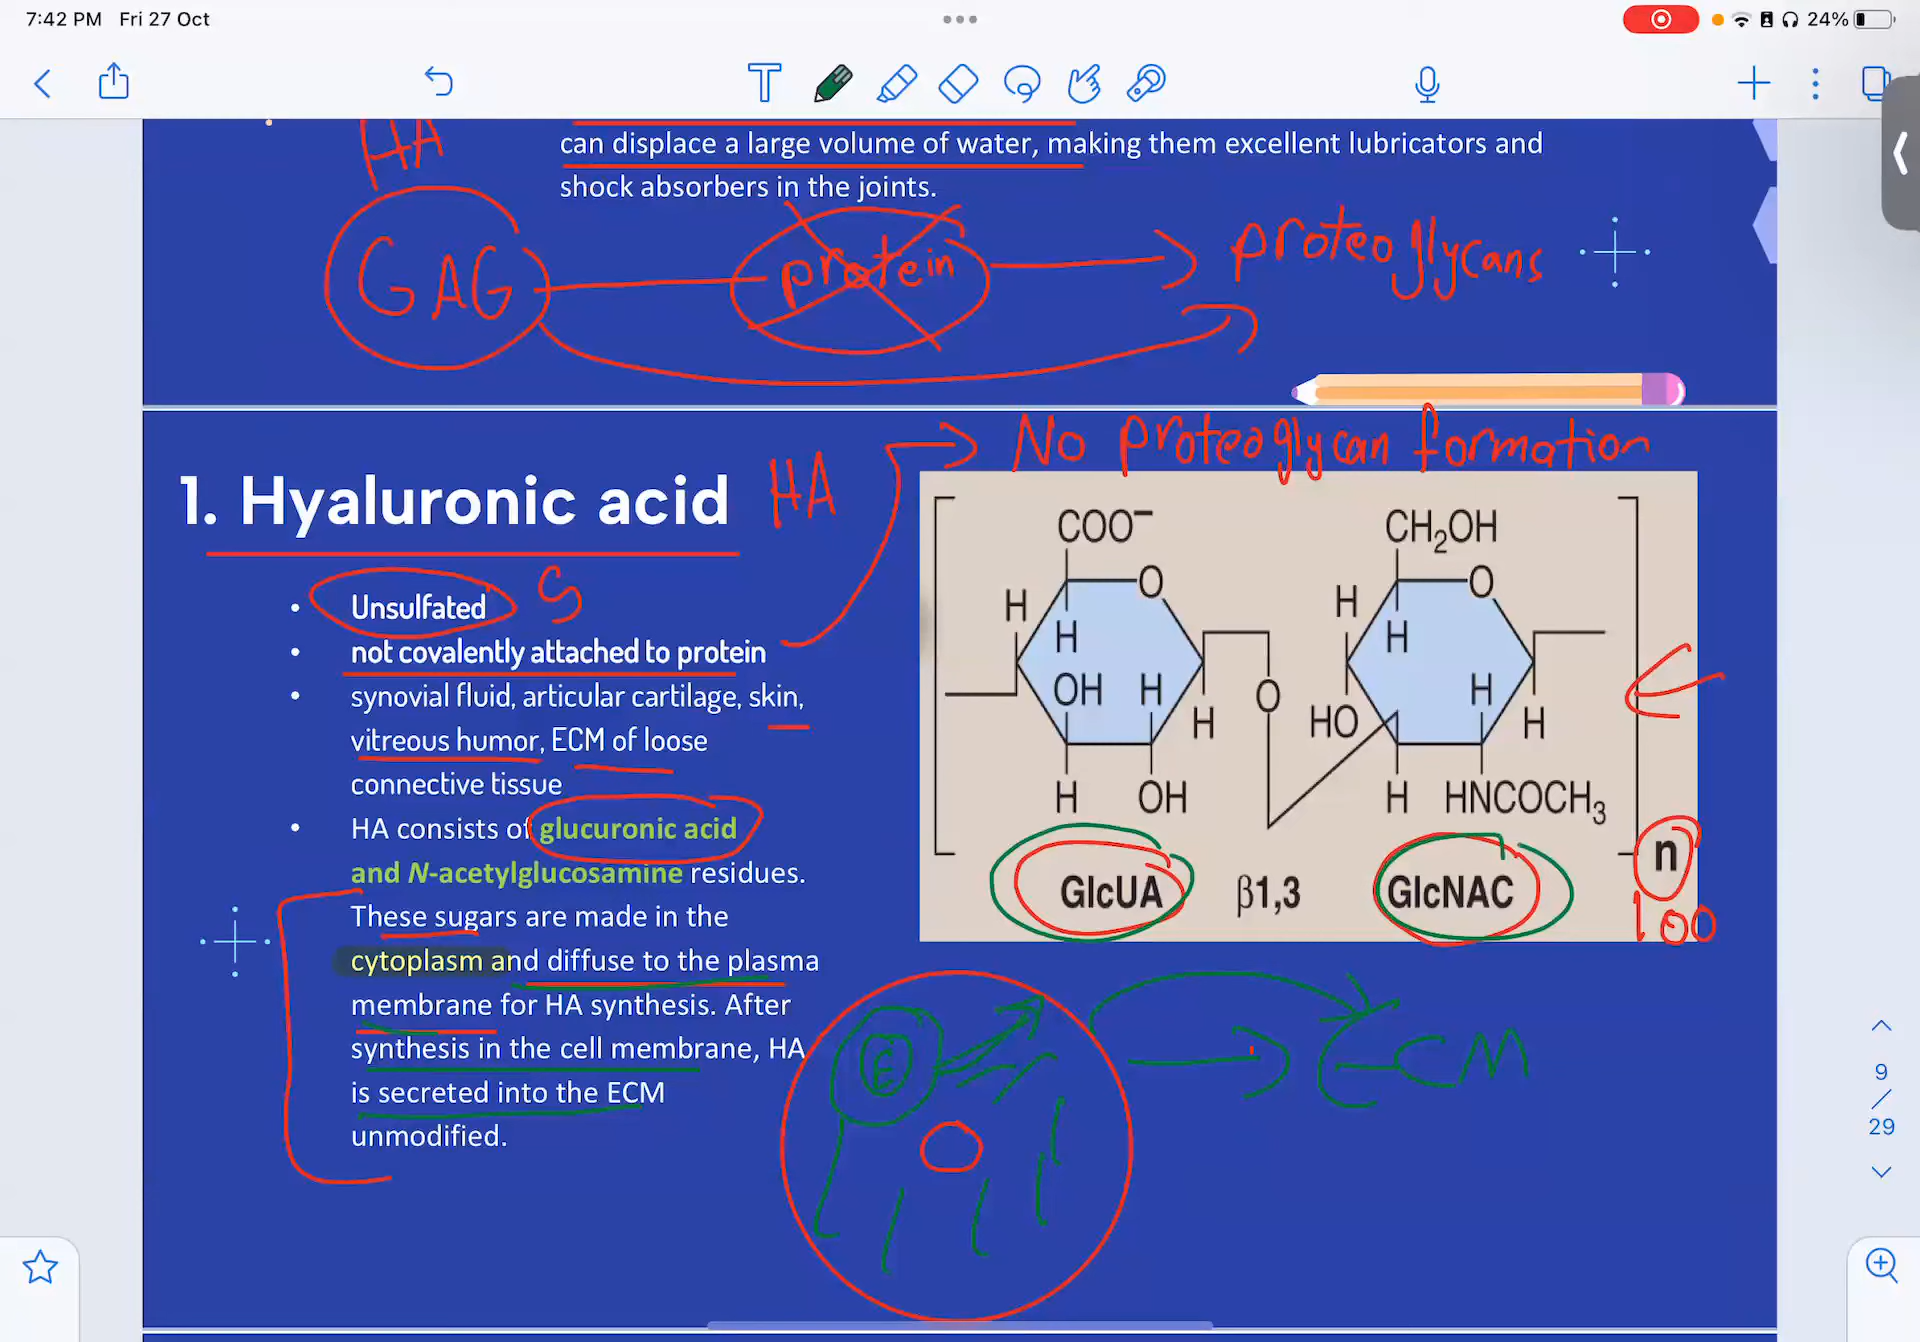 7:42 PM Fri 27 Oct
24%
HA
can displace a large volume of water, making them excellent lubricators and
shock absorbers in the joints.
GAG protein proteoglycans
No proteoglycan formation
1. Hyaluronic acid HA
• Unsulfated S
• not covalently attached to protein
• synovial fluid, articular cartilage, skin,
vitreous humor, ECM of loose
connective tissue
• HA consists of glucuronic acid
and N-acetylglucosamine residues.
These sugars are made in the
cytoplasm and diffuse to the plasma
membrane for HA synthesis. After
synthesis in the cell membrane, HA
is secreted into the ECM
unmodified.
COO⁻ CH₂OH
O O
H H
H H
OH H O H
H HO H
H OH H HNCOCH₃
GlcUA β1,3 GlcNAC n
100
E ECM
9
/
29